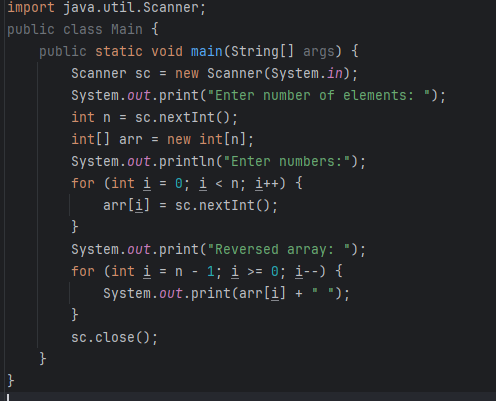 import java.util.Scanner;
public class Main {
    public static void main(String[] args) {
        Scanner sc = new Scanner(System.in);
        System.out.print("Enter number of elements: ");
        int n = sc.nextInt();
        int[] arr = new int[n];
        System.out.println("Enter numbers:");
        for (int i = 0; i < n; i++) {
            arr[i] = sc.nextInt();
        }
        System.out.print("Reversed array: ");
        for (int i = n - 1; i >= 0; i--) {
            System.out.print(arr[i] + " ");
        }
        sc.close();
    }
}